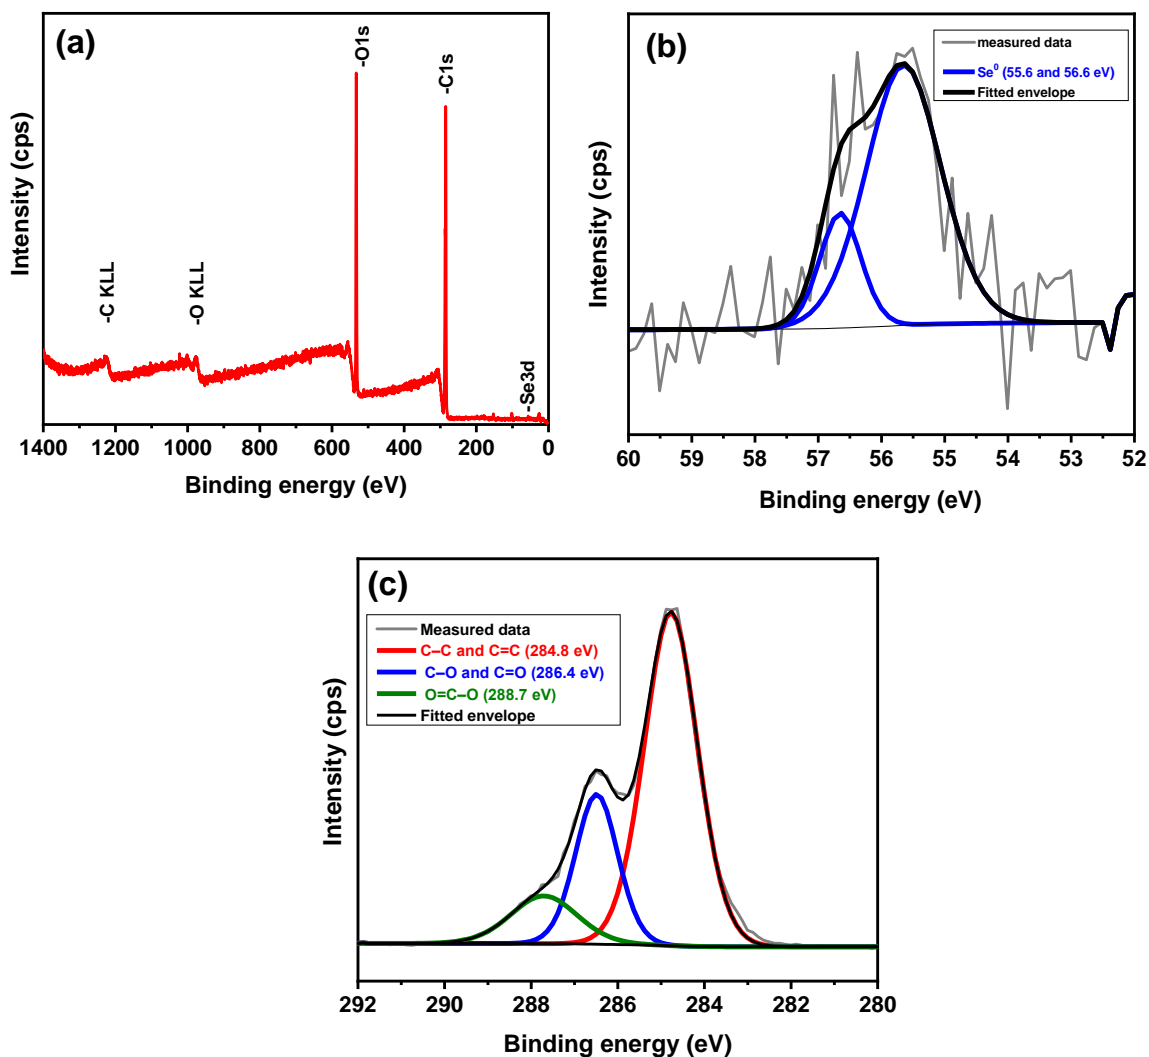 (a)
-O1s
-C1s
-C KLL
-O KLL
-Se3d
Intensity (cps)
1400 1200 1000 800 600 400 200 0
Binding energy (eV)
(b)
measured data
Se⁰ (55.6 and 56.6 eV)
Fitted envelope
Intensity (cps)
60 59 58 57 56 55 54 53 52
Binding energy (eV)
(c)
Measured data
C–C and C=C (284.8 eV)
C–O and C=O (286.4 eV)
O=C–O (288.7 eV)
Fitted envelope
Intensity (cps)
292 290 288 286 284 282 280
Binding energy (eV)